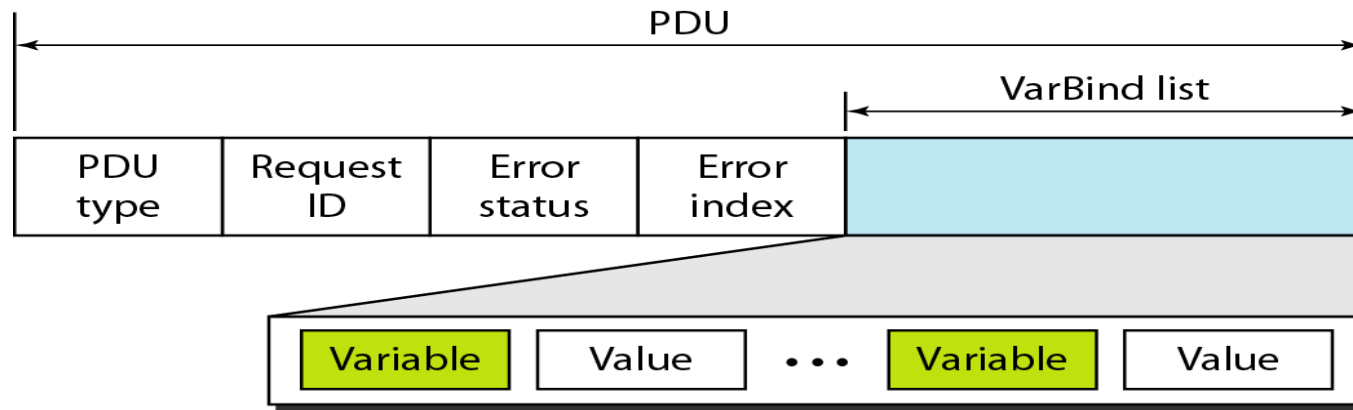 PDU
VarBind list
PDU
type
Request
ID
Error
status
Error
index
Variable
Value
• • •
Variable
Value